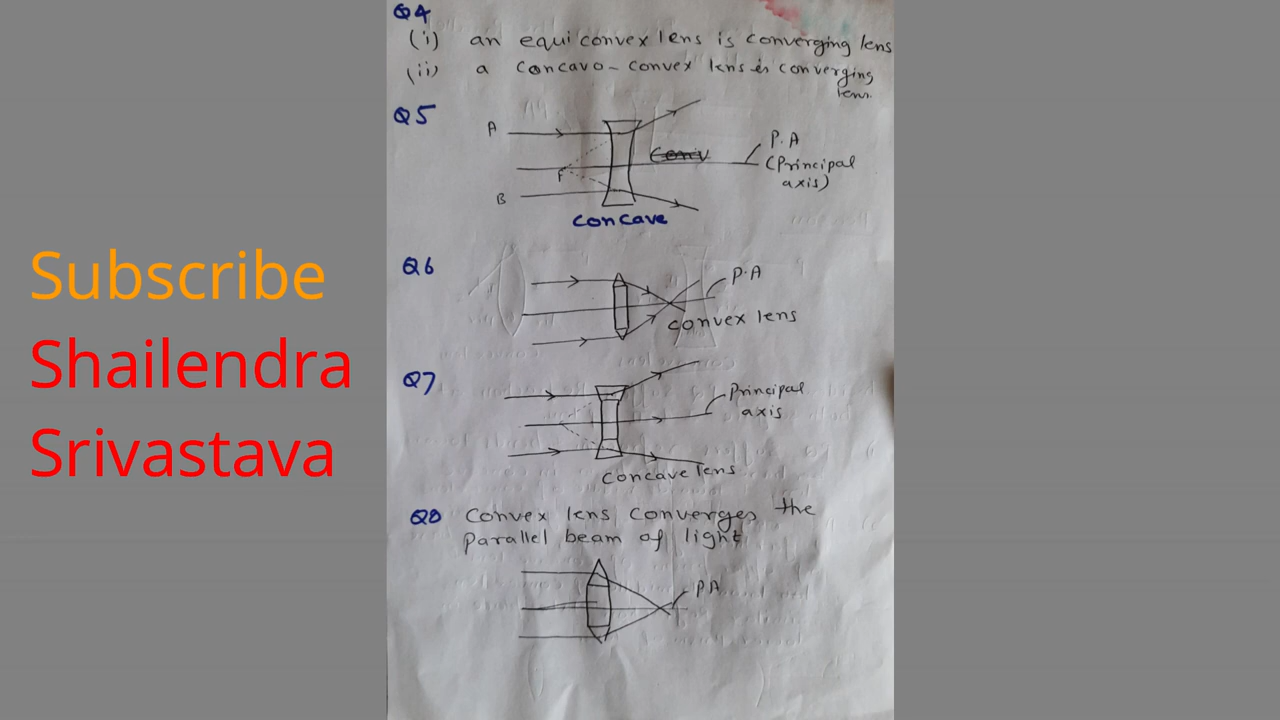 Subscribe
Shailendra
Srivastava
Q4
(i) an equi convex lens is converging lens
(ii) a concavo-convex lens is converging
lens.
Q5
A
P.A
(Principal
axis)
F
B
concave
Q6
P.A
convex lens
Q7
Principal
axis
concave lens
Q8 Convex lens converges the
parallel beam of light
PA